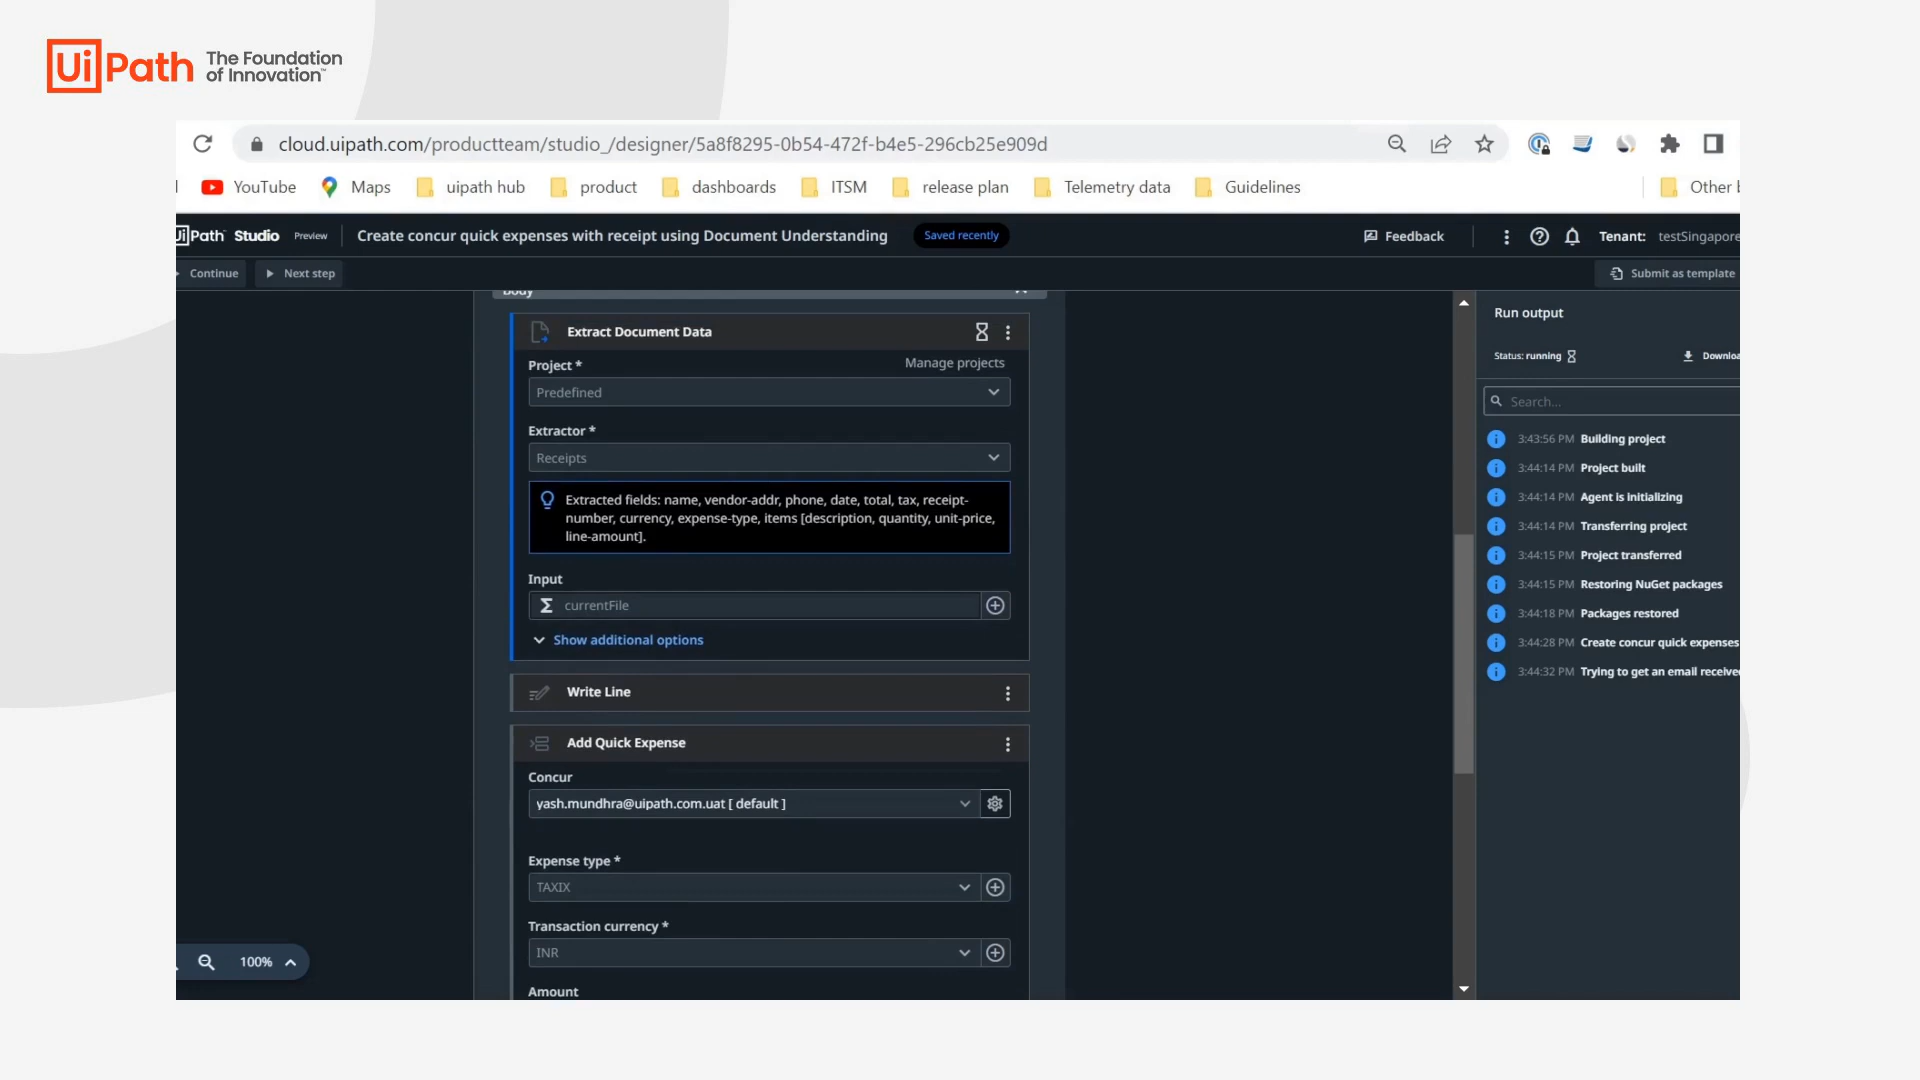 UiPath The Foundation of Innovation™
cloud.uipath.com/productteam/studio_/designer/5a8f8295-0b54-472f-b4e5-296cb25e909d
YouTube Maps uipath hub product dashboards ITSM release plan Telemetry data Guidelines Other
UiPath Studio Preview Create concur quick expenses with receipt using Document Understanding Saved recently Feedback Tenant: testSingapore
Continue Next step Submit as template
Body
Run output
Status: running Downloa
Search...
3:43:56 PM Building project
3:44:14 PM Project built
3:44:14 PM Agent is initializing
3:44:14 PM Transferring project
3:44:15 PM Project transferred
3:44:15 PM Restoring NuGet packages
3:44:18 PM Packages restored
3:44:28 PM Create concur quick expenses
3:44:32 PM Trying to get an email receive
Extract Document Data
Project * Manage projects
Predefined
Extractor *
Receipts
Extracted fields: name, vendor-addr, phone, date, total, tax, receipt-
number, currency, expense-type, items [description, quantity, unit-price,
line-amount].
Input
currentFile
Show additional options
Write Line
Add Quick Expense
Concur
yash.mundhra@uipath.com.uat [ default ]
Expense type *
TAXIX
Transaction currency *
INR
Amount
100%